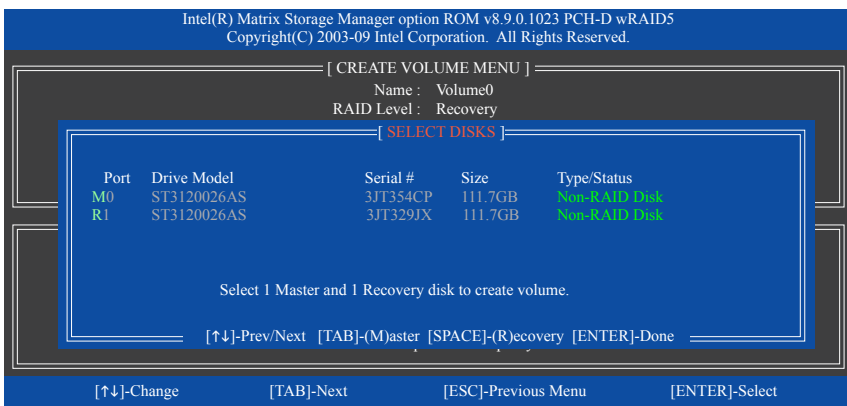 Intel(R) Matrix Storage Manager option ROM v8.9.0.1023 PCH-D wRAID5
Copyright(C) 2003-09 Intel Corporation. All Rights Reserved.
[ CREATE VOLUME MENU ]
Name : Volume0
RAID Level : Recovery
[ SELECT DISKS ]
Port Drive Model Serial # Size Type/Status
M0 ST3120026AS 3JT354CP 111.7GB Non-RAID Disk
R1 ST3120026AS 3JT329JX 111.7GB Non-RAID Disk
Select 1 Master and 1 Recovery disk to create volume.
[↑↓]-Prev/Next [TAB]-(M)aster [SPACE]-(R)ecovery [ENTER]-Done
[↑↓]-Change [TAB]-Next [ESC]-Previous Menu [ENTER]-Select